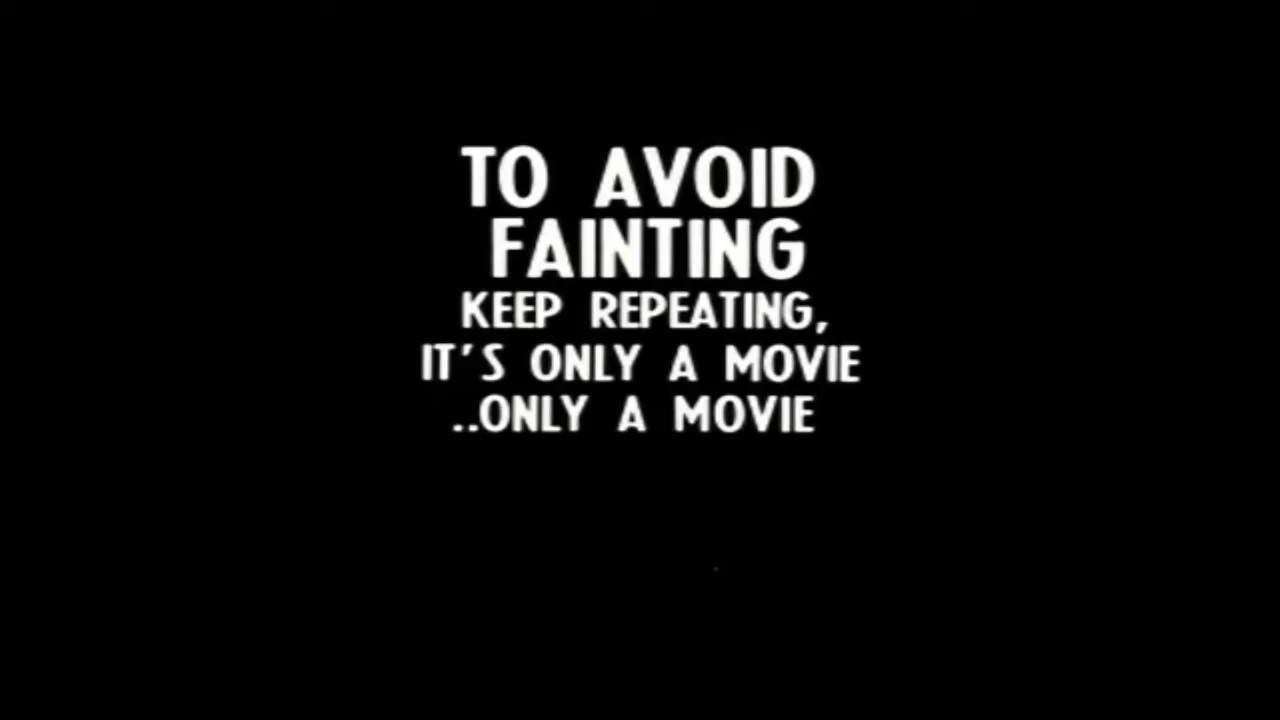 TO AVOID
FAINTING
KEEP REPEATING,
IT'S ONLY A MOVIE
..ONLY A MOVIE